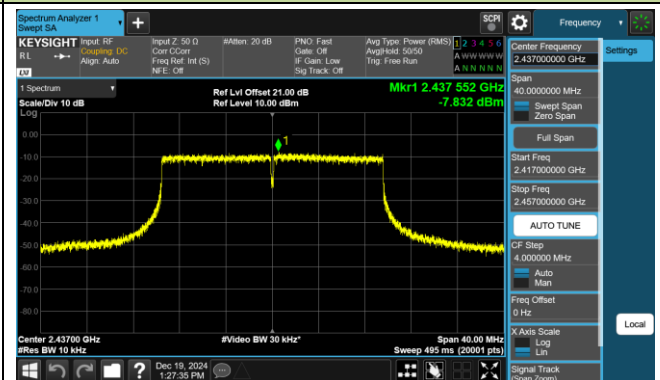 Spectrum Analyzer 1
Swept SA
+
SCPI
Frequency
KEYSIGHT
RL
LXI
Input: RF
Coupling: DC
Align: Auto
Input Z: 50 Ω
Corr CCorr
Freq Ref: Int (S)
NFE: Off
#Atten: 20 dB
PNO: Fast
Gate: Off
IF Gain: Low
Sig Track: Off
Avg Type: Power (RMS)
Avg|Hold: 50/50
Trig: Free Run
1 2 3 4 5 6
A W W W W W
A N N N N N
1 Spectrum
Scale/Div 10 dB
Log
Ref Lvl Offset 21.00 dB
Ref Level 10.00 dBm
Mkr1 2.437 552 GHz
-7.832 dBm
1
0.00
-10.0
-20.0
-30.0
-40.0
-50.0
-60.0
-70.0
-80.0
Center 2.43700 GHz
#Res BW 10 kHz
#Video BW 30 kHz*
Span 40.00 MHz
Sweep 495 ms (20001 pts)
Dec 19, 2024
1:27:35 PM
?
Center Frequency
2.437000000 GHz
Span
40.0000000 MHz
Swept Span
Zero Span
Full Span
Start Freq
2.417000000 GHz
Stop Freq
2.457000000 GHz
AUTO TUNE
CF Step
4.000000 MHz
Auto
Man
Freq Offset
0 Hz
X Axis Scale
Log
Lin
Signal Track
(Span Zoom)
Settings
Local